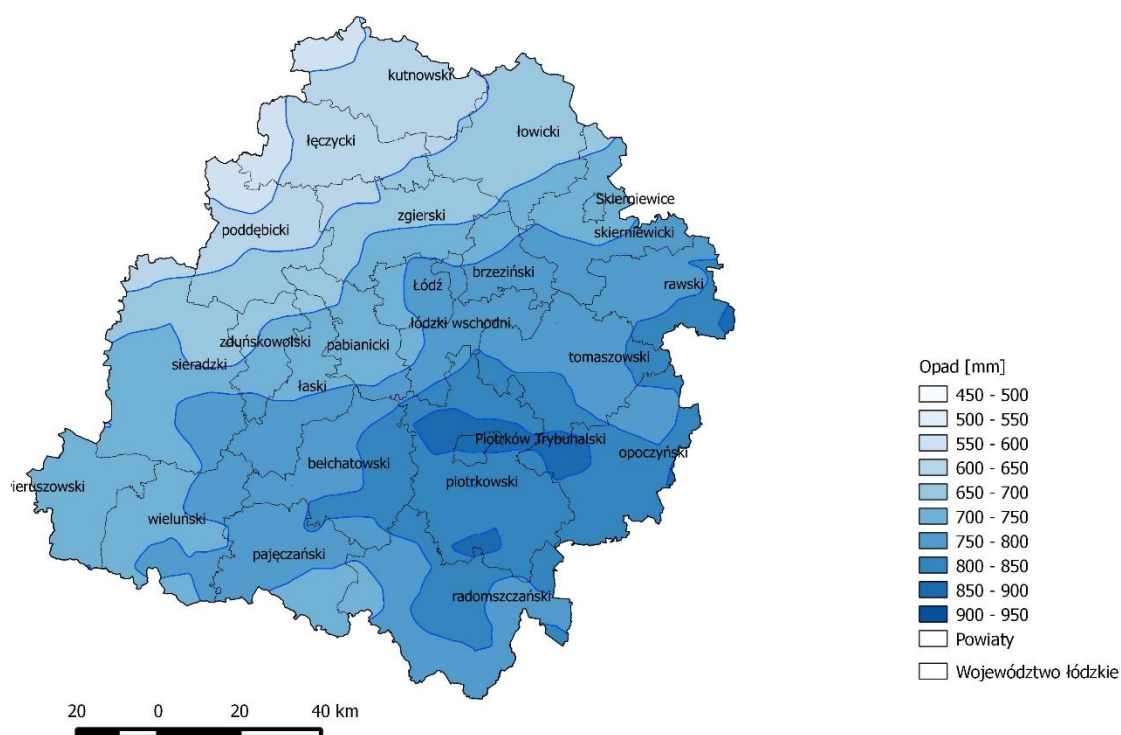 kutnowski
łowicki
łęczycki
Skierniewice
zgierski
poddębicki
skierniewicki
brzeziński
Łódź
rawski
łódzki wschodni
zduńskowolski
pabianicki
sieradzki
tomaszowski
łaski
Piotrków Trybunalski
opoczyński
bełchatowski
piotrkowski
ieruszowski
wieluński
pajęczański
radomszczański
20 0 20 40 km
Opad [mm]
450 - 500
500 - 550
550 - 600
600 - 650
650 - 700
700 - 750
750 - 800
800 - 850
850 - 900
900 - 950
Powiaty
Województwo łódzkie